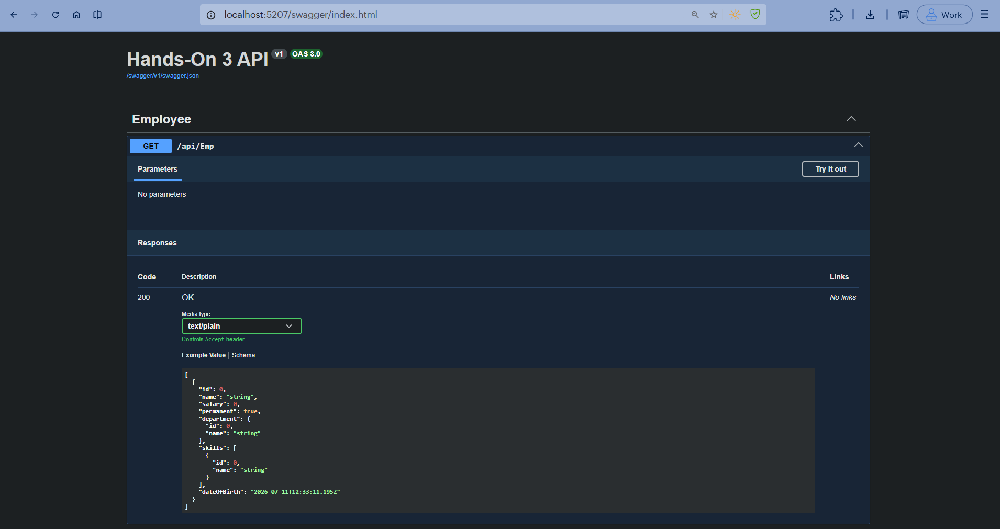 localhost:5207/swagger/index.html
Work
Hands-On 3 API v1 OAS 3.0
/swagger/v1/swagger.json
Employee
GET /api/Emp
Parameters
Try it out
No parameters
Responses
Code Description Links
200 OK No links
Media type
text/plain
Controls Accept header.
Example Value Schema
[
  {
    "id": 0,
    "name": "string",
    "salary": 0,
    "permanent": true,
    "department": {
      "id": 0,
      "name": "string"
    },
    "skills": [
      {
        "id": 0,
        "name": "string"
      }
    ],
    "dateOfBirth": "2026-07-11T12:33:11.195Z"
  }
]